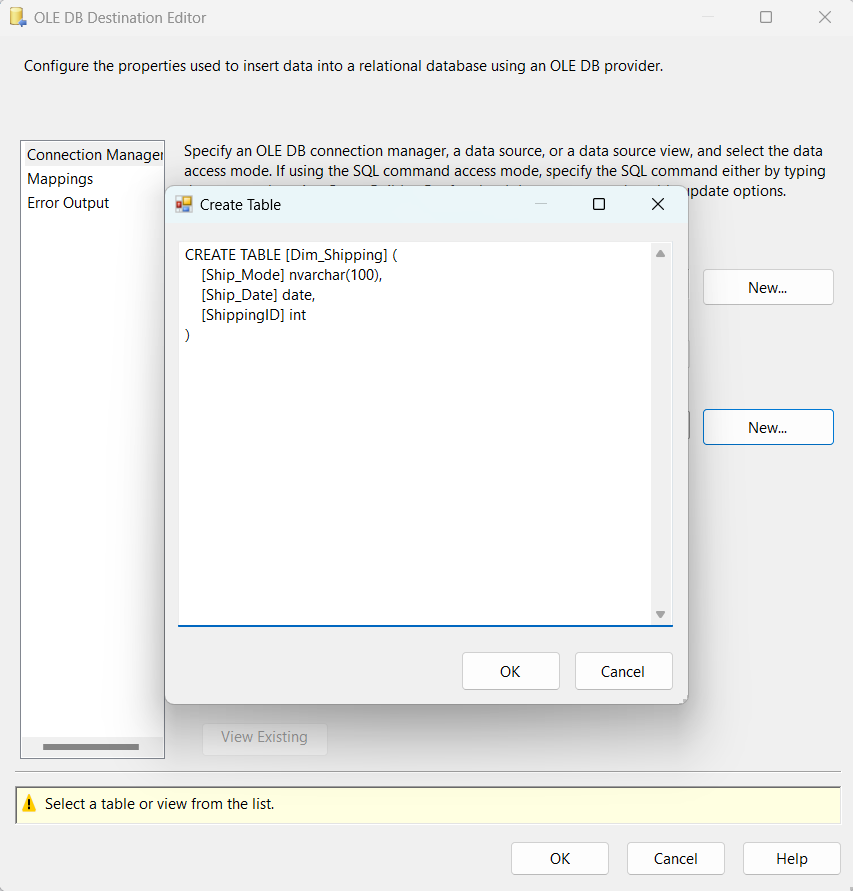 OLE DB Destination Editor
Configure the properties used to insert data into a relational database using an OLE DB provider.
Connection Manager
Mappings
Error Output
Specify an OLE DB connection manager, a data source, or a data source view, and select the data
access mode. If using the SQL command access mode, specify the SQL command either by typing
update options.
Create Table
CREATE TABLE [Dim_Shipping] (
[Ship_Mode] nvarchar(100),
[Ship_Date] date,
[ShippingID] int
)
New...
New...
OK
Cancel
View Existing
Select a table or view from the list.
OK
Cancel
Help